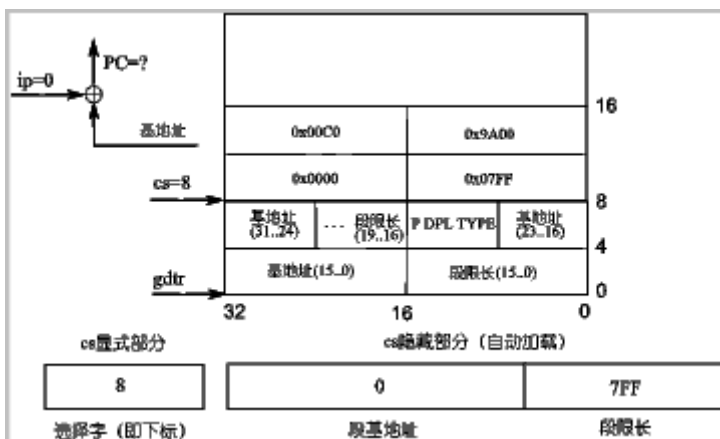 PC=?
ip=0
16
基地址
0x00C0
0x9A00
cs=8
0x0000
0x07FF
8
基地址
(31..24)
... 段限长
(19..16)
P DPL TYPE
基地址
(23..16)
4
gdtr
基地址(15..0)
段限长(15..0)
0
32
16
0
cs显式部分
cs隐藏部分（自动加载）
8
0
7FF
选择字（即下标）
段基地址
段限长